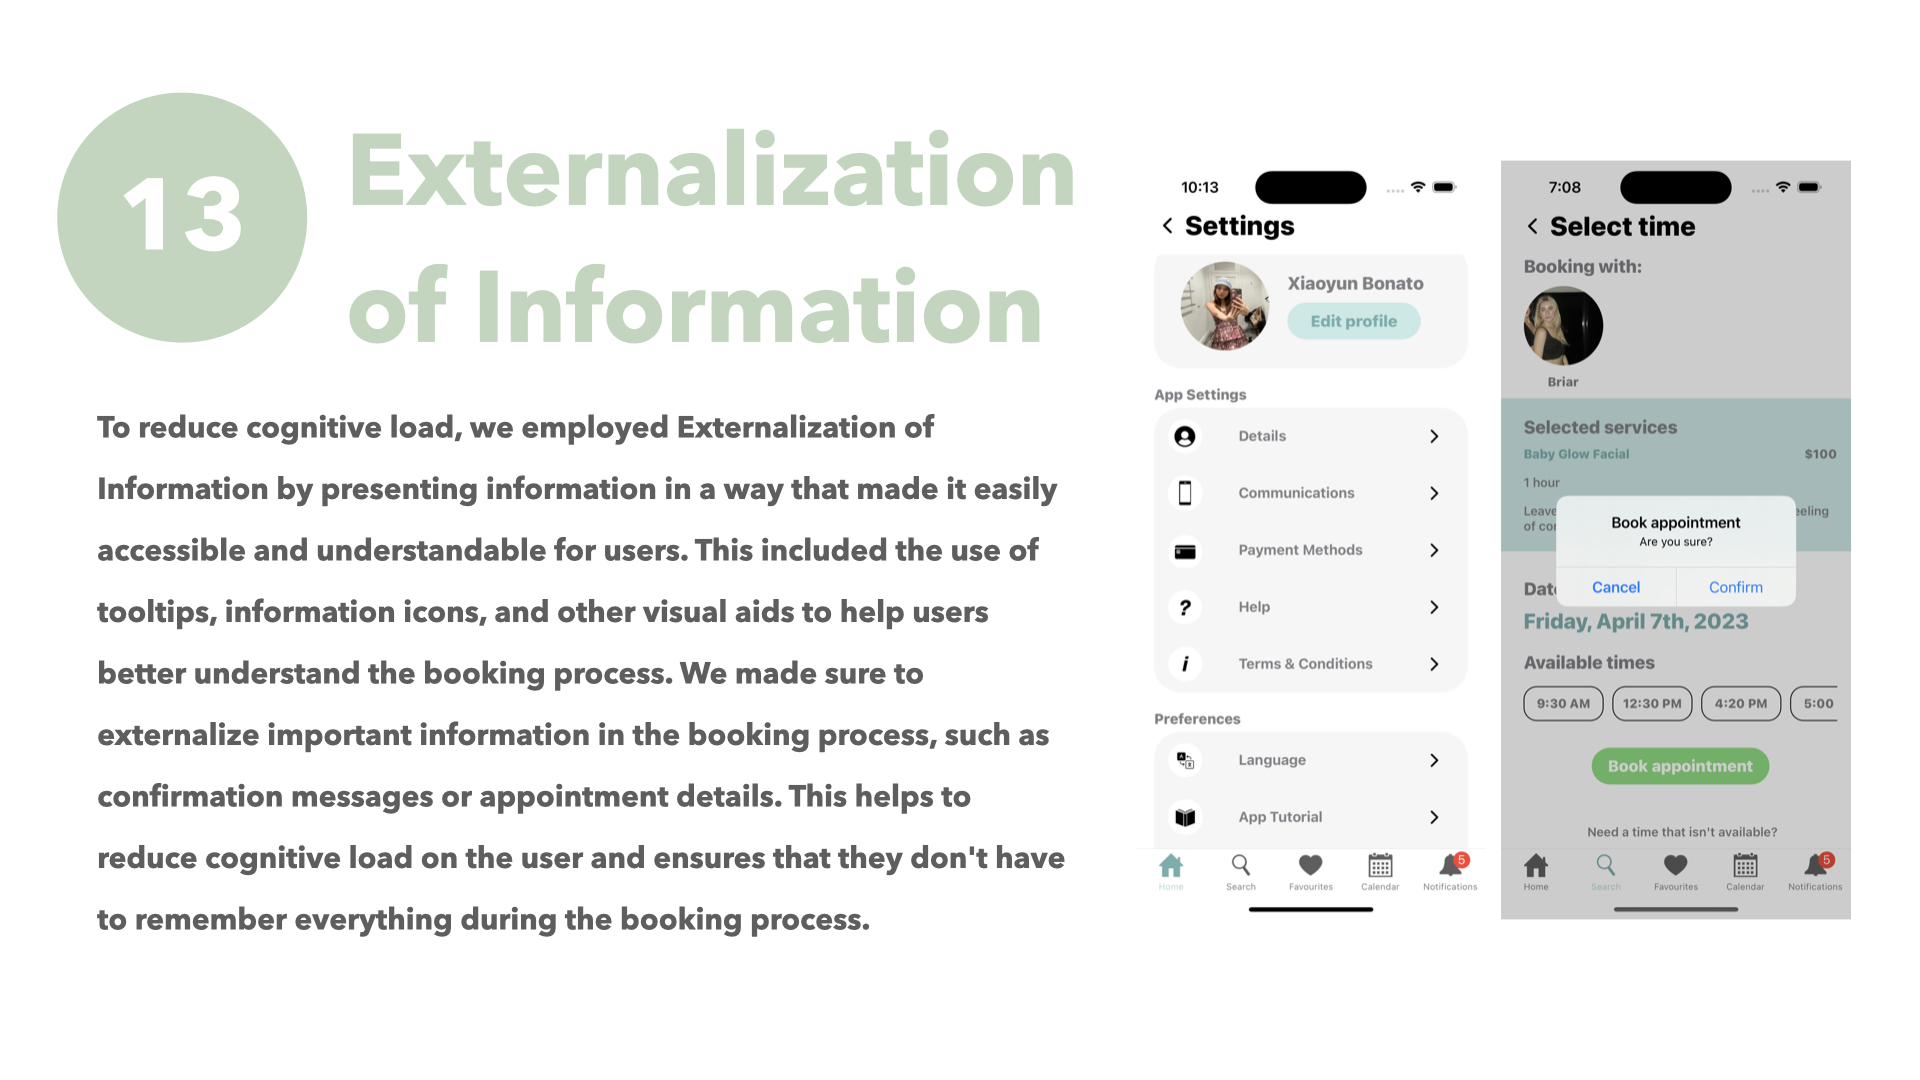 13
Externalization
of Information
To reduce cognitive load, we employed Externalization of
Information by presenting information in a way that made it easily
accessible and understandable for users. This included the use of
tooltips, information icons, and other visual aids to help users
better understand the booking process. We made sure to
externalize important information in the booking process, such as
confirmation messages or appointment details. This helps to
reduce cognitive load on the user and ensures that they don't have
to remember everything during the booking process.
10:13
Settings
Xiaoyun Bonato
Edit profile
App Settings
Details
Communications
Payment Methods
Help
Terms & Conditions
Preferences
Language
App Tutorial
Home Search Favourites Calendar Notifications
5
7:08
Select time
Booking with:
Briar
Selected services
Baby Glow Facial $100
1 hour
Leave eeling
of cor
Book appointment
Are you sure?
Cancel Confirm
Date
Friday, April 7th, 2023
Available times
9:30 AM 12:30 PM 4:20 PM 5:00
Book appointment
Need a time that isn't available?
Home Search Favourites Calendar Notifications
5